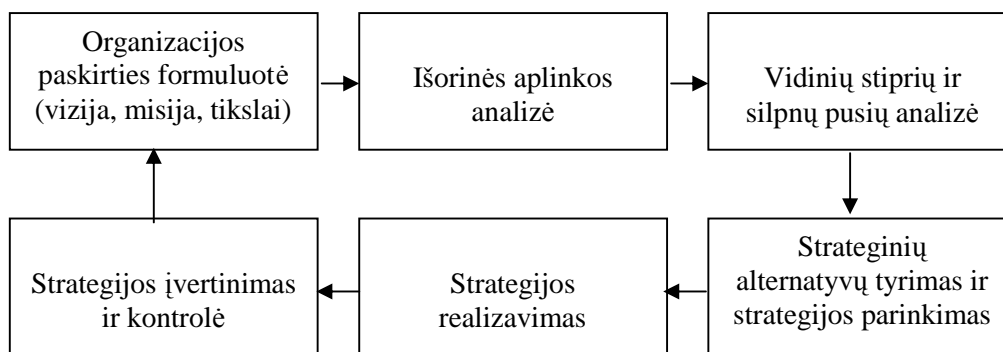 Organizacijos
paskirties formuluotė
(vizija, misija, tikslai)
Išorinės aplinkos
analizė
Vidinių stiprių ir
silpnų pusių analizė
Strateginių
alternatyvų tyrimas ir
strategijos parinkimas
Strategijos
realizavimas
Strategijos įvertinimas
ir kontrolė